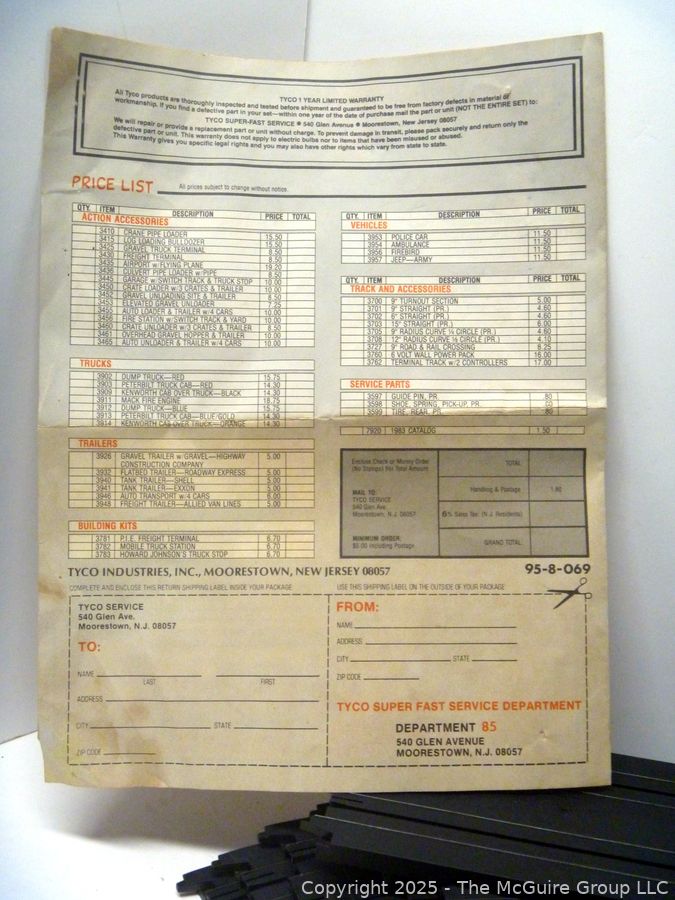 TYCO 1 YEAR LIMITED WARRANTY
All Tyco products are thoroughly inspected and tested before shipment and guaranteed to be free from factory defects in material or
workmanship. If you find a defective part in your set—within one year of the date of purchase mail the part or unit (NOT THE ENTIRE SET) to:
TYCO SUPER-FAST SERVICE • 540 Glen Avenue • Moorestown, New Jersey 08057
We will repair or provide a replacement part or unit without charge. To prevent damage in transit, please pack securely and return only the
defective part or unit. This warranty does not apply to electric bulbs nor to items that have been misused or abused.
This Warranty gives you specific legal rights and you may also have other rights which vary from state to state.
PRICE LIST All prices subject to change without notice.
QTY. ITEM DESCRIPTION PRICE TOTAL
ACTION ACCESSORIES
3410 CRANE PIPE LOADER 15.50
3415 LOG LOADING BULLDOZER 15.50
3425 GRAVEL TRUCK TERMINAL 8.50
3430 FREIGHT TERMINAL 8.50
3435 AIRPORT w/FLYING PLANE 19.20
3436 CULVERT PIPE LOADER w/PIPE 8.50
3445 GARAGE w/SWITCH TRACK & TRUCK STOP 10.00
3450 CRATE LOADER w/3 CRATES & TRAILER 10.00
3452 GRAVEL UNLOADING SITE & TRAILER 8.50
3453 ELEVATED GRAVEL UNLOADER 7.25
3455 AUTO LOADER & TRAILER w/4 CARS 10.00
3456 FIRE STATION w/SWITCH TRACK & YARD 10.00
3460 CRATE UNLOADER w/3 CRATES & TRAILER 8.50
3461 OVERHEAD GRAVEL HOPPER & TRAILER 10.00
3465 AUTO UNLOADER & TRAILER w/4 CARS 10.00
TRUCKS
3902 DUMP TRUCK—RED 15.75
3903 PETERBILT TRUCK CAB—RED 14.30
3909 KENWORTH CAB OVER TRUCK—BLACK 14.30
3911 MACK FIRE ENGINE 18.75
3912 DUMP TRUCK—BLUE 15.75
3913 PETERBILT TRUCK CAB—BLUE/GOLD 14.30
3914 KENWORTH CAB OVER TRUCK—ORANGE 14.30
TRAILERS
3926 GRAVEL TRAILER w/GRAVEL—HIGHWAY 5.00
CONSTRUCTION COMPANY
3932 FLATBED TRAILER—ROADWAY EXPRESS 5.00
3940 TANK TRAILER—SHELL 5.00
3941 TANK TRAILER—EXXON 5.00
3946 AUTO TRANSPORT w/4 CARS 6.00
3948 FREIGHT TRAILER—ALLIED VAN LINES 5.00
BUILDING KITS
3781 P.I.E. FREIGHT TERMINAL 6.70
3782 MOBILE TRUCK STATION 6.70
3783 HOWARD JOHNSON'S TRUCK STOP 6.70
QTY. ITEM DESCRIPTION PRICE TOTAL
VEHICLES
3953 POLICE CAR 11.50
3954 AMBULANCE 11.50
3956 FIREBIRD 11.50
3957 JEEP—ARMY 11.50
QTY. ITEM DESCRIPTION PRICE TOTAL
TRACK AND ACCESSORIES
3700 9" TURNOUT SECTION 5.00
3701 9" STRAIGHT (PR.) 4.60
3702 6" STRAIGHT (PR.) 4.60
3703 15" STRAIGHT (PR.) 6.00
3705 9" RADIUS CURVE ¼ CIRCLE (PR.) 4.60
3708 12" RADIUS CURVE ⅛ CIRCLE (PR.) 4.10
3727 9" ROAD & RAIL CROSSING 8.25
3760 6 VOLT WALL POWER PACK 16.00
3762 TERMINAL TRACK w/2 CONTROLLERS 17.00
SERVICE PARTS
3597 GUIDE PIN, PR .80
3598 SHOE, SPRING, PICK-UP, PR.
3599 TIRE, REAR, PR. .80
7920 1983 CATALOG 1.50
Enclose Check or Money Order
(No Stamps) For Total Amount
TOTAL
MAIL TO:
TYCO SERVICE
540 Glen Ave.
Moorestown, N.J. 08057
Handling & Postage 1.80
6% Sales Tax (N.J. Residents)
MINIMUM ORDER:
$5.00 Including Postage
GRAND TOTAL
TYCO INDUSTRIES, INC., MOORESTOWN, NEW JERSEY 08057 95-8-069
COMPLETE AND ENCLOSE THIS RETURN SHIPPING LABEL INSIDE YOUR PACKAGE.
USE THIS SHIPPING LABEL ON THE OUTSIDE OF YOUR PACKAGE
TYCO SERVICE
540 Glen Ave.
Moorestown, N.J. 08057
TO:
NAME
LAST FIRST
ADDRESS
CITY STATE
ZIP CODE
FROM:
NAME
ADDRESS
CITY STATE
ZIP CODE
TYCO SUPER FAST SERVICE DEPARTMENT
DEPARTMENT 85
540 GLEN AVENUE
MOORESTOWN, N.J. 08057
Copyright 2025 - The McGuire Group LLC